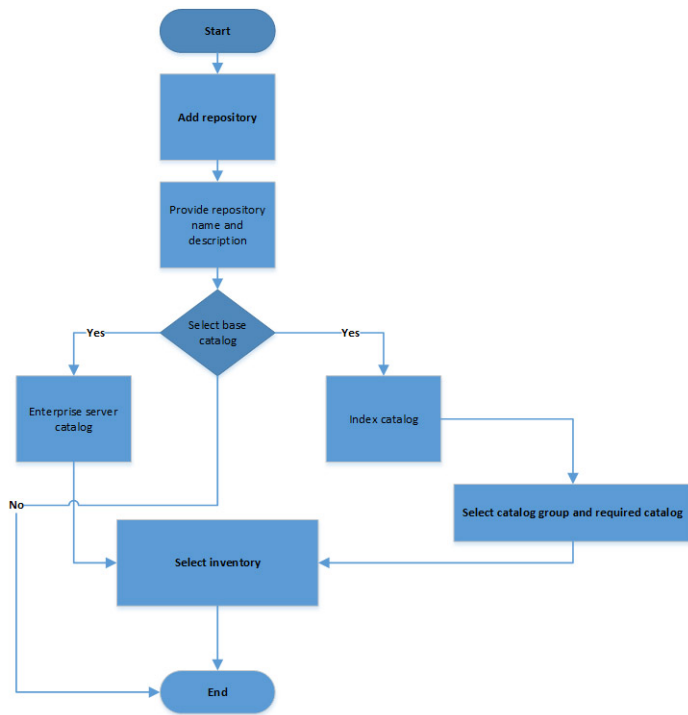 Start
Add repository
Provide repository
name and
description
Select base
catalog
Yes
Yes
Enterprise server
catalog
Index catalog
No
Select catalog group and required catalog
Select inventory
End